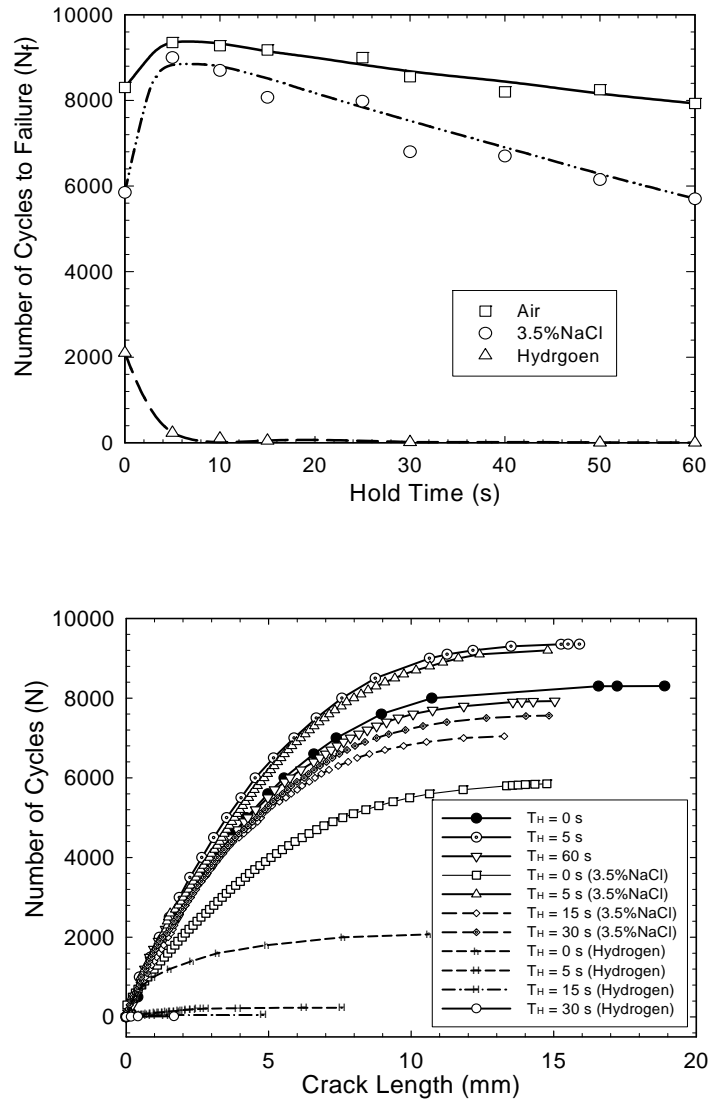 Number of Cycles to Failure (Nf)
10000
8000
6000
4000
2000
0
Air
3.5%NaCl
Hydrgoen
0 10 20 30 40 50 60
Hold Time (s)
Number of Cycles (N)
10000
8000
6000
4000
2000
0
TH = 0 s
TH = 5 s
TH = 60 s
TH = 0 s (3.5%NaCl)
TH = 5 s (3.5%NaCl)
TH = 15 s (3.5%NaCl)
TH = 30 s (3.5%NaCl)
TH = 0 s (Hydrogen)
TH = 5 s (Hydrogen)
TH = 15 s (Hydrogen)
TH = 30 s (Hydrogen)
0 5 10 15 20
Crack Length (mm)